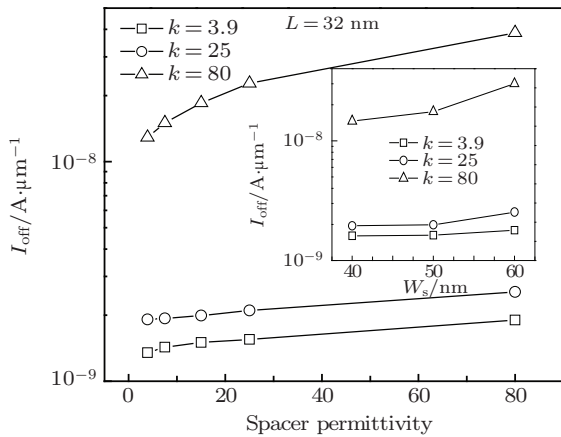 L = 32 nm
k = 3.9
k = 25
k = 80
10⁻⁸
10⁻⁹
I_off/A·μm⁻¹
0 20 40 60 80
Spacer permittivity
k = 3.9
k = 25
k = 80
10⁻⁸
10⁻⁹
I_off/A·μm⁻¹
40 50 60
W_s/nm